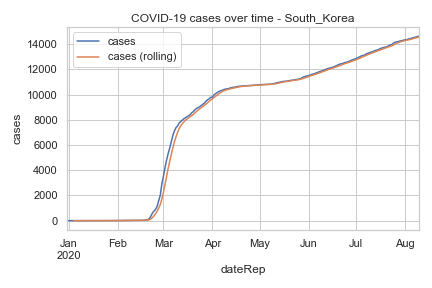 COVID-19 cases over time - South_Korea
cases
cases (rolling)
cases
14000
12000
10000
8000
6000
4000
2000
0
Jan Feb Mar Apr May Jun Jul Aug
2020
dateRep